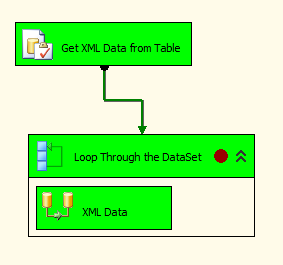 Get XML Data from Table
Loop Through the DataSet
XML Data